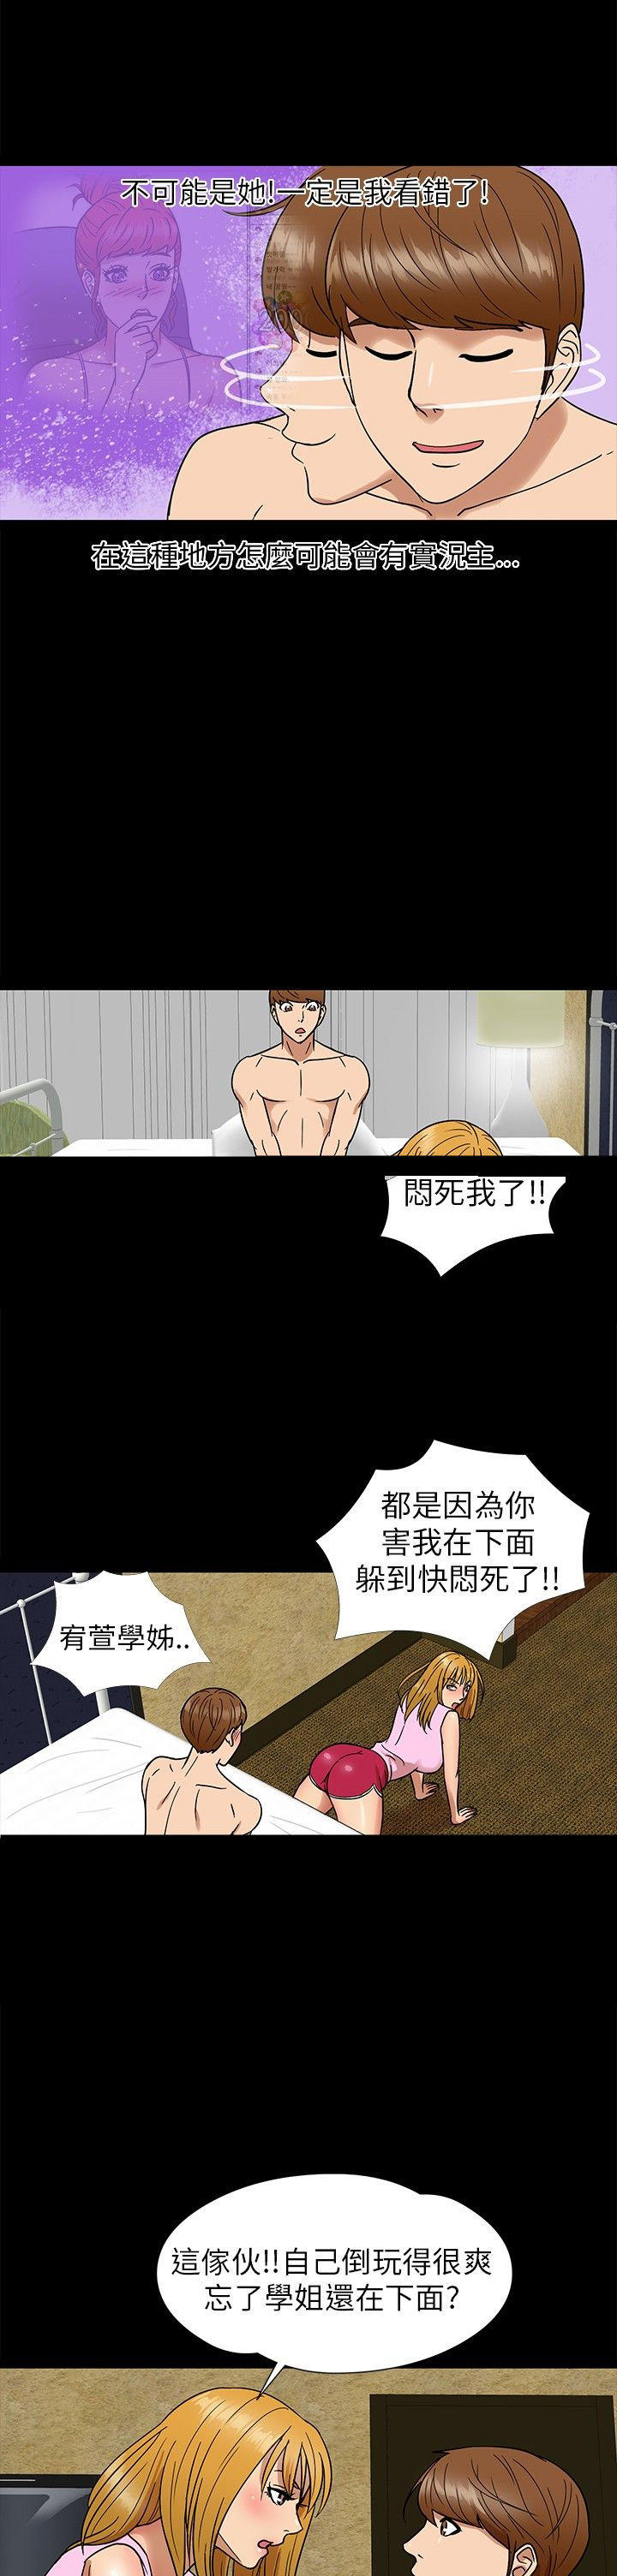 不可能是她!一定是我看錯了!
在這種地方怎麼可能會有實況主...
悶死我了!!
都是因為你
害我在下面
躲到快悶死了!!
宥萱學姊..
這傢伙!!自己倒玩得很爽
忘了學姐還在下面?